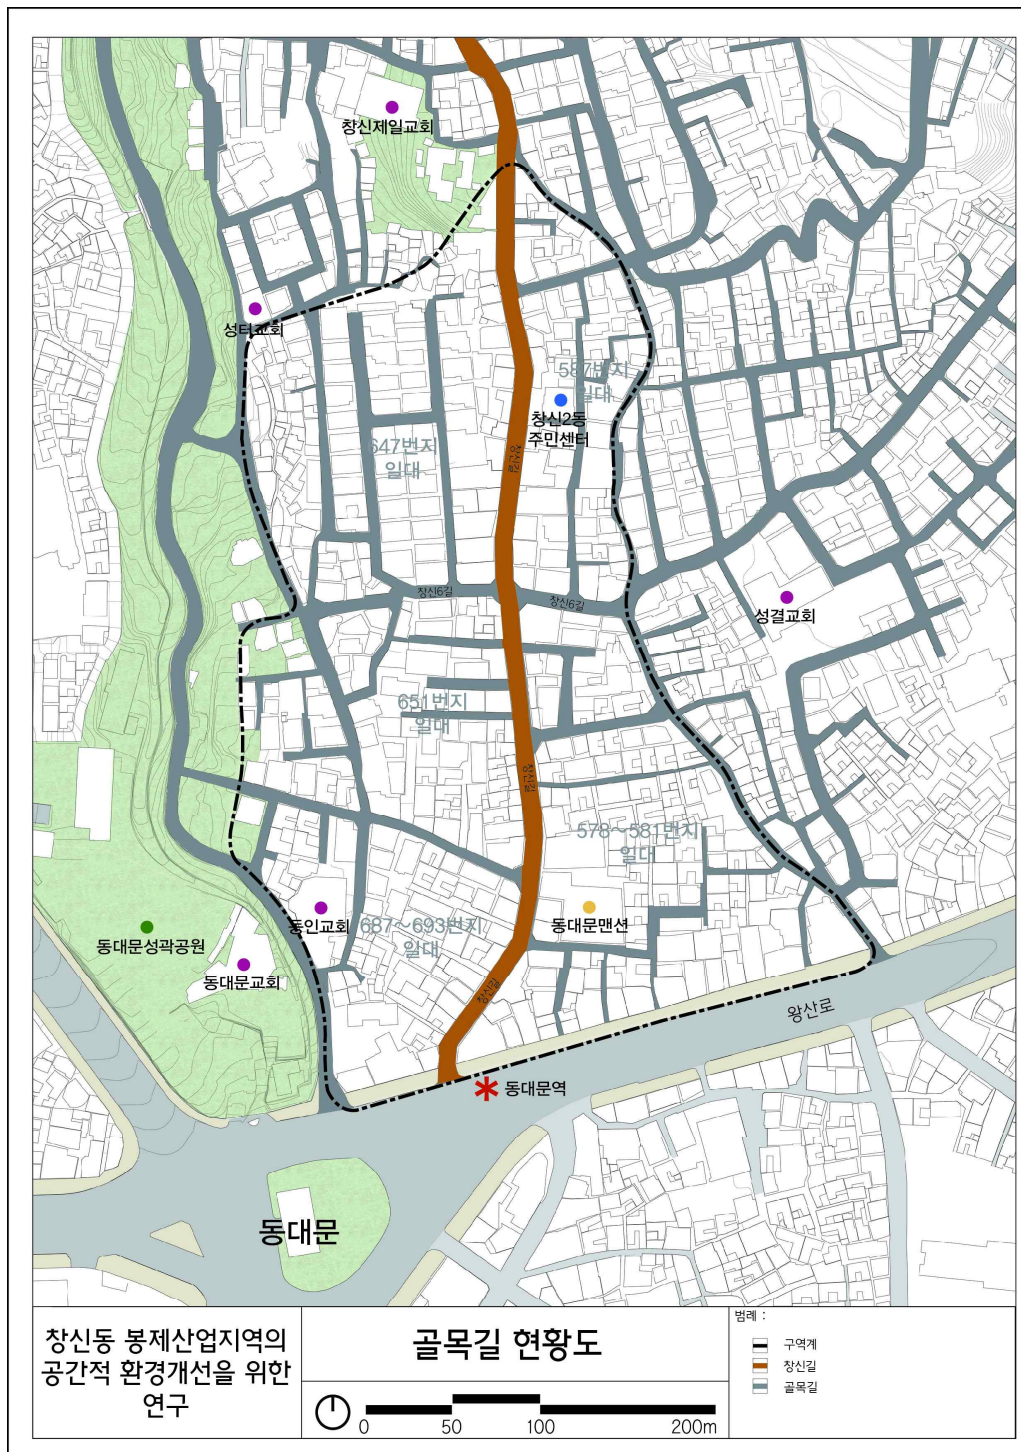 창신제일교회
성터교회
587번지
일대
창신2동
주민센터
647번지
일대
창신길
창신6길
창신6길
성결교회
651번지
일대
창신길
578~581번지
일대
동대문성곽공원
동인교회
687~693번지
일대
동대문맨션
동대문교회
창신길
왕산로
동대문역
동대문
창신동 봉제산업지역의
공간적 환경개선을 위한
연구
골목길 현황도
0 50 100 200m
범례 :
구역계
창신길
골목길